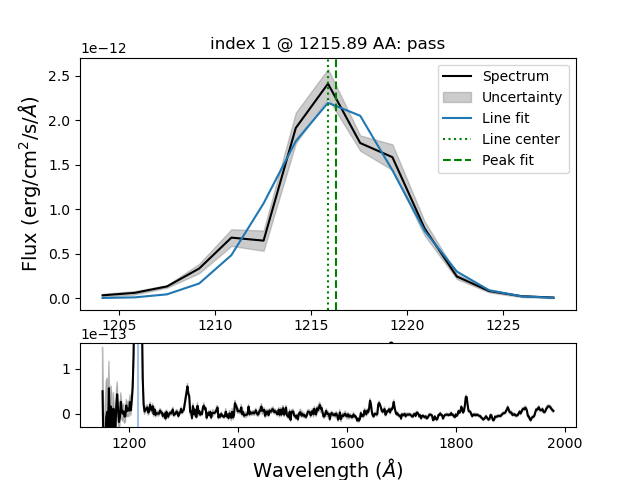 index 1 @ 1215.89 AA: pass
1e−12
2.5
2.0
1.5
1.0
0.5
0.0
Flux (erg/cm²/s/Å)
Spectrum
Uncertainty
Line fit
Line center
Peak fit
1205 1210 1215 1220 1225
1e−13
1
0
1200 1400 1600 1800 2000
Wavelength (Å)